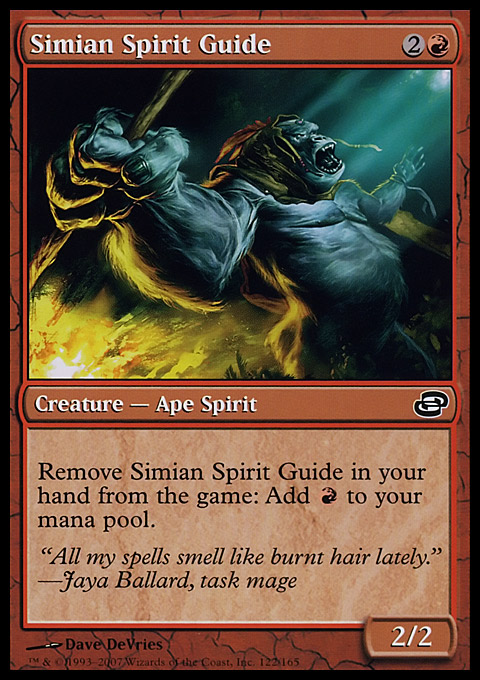 Simian Spirit Guide 2
Creature — Ape Spirit
Remove Simian Spirit Guide in your
hand from the game: Add to your
mana pool.
“All my spells smell like burnt hair lately.”
—Jaya Ballard, task mage
2/2
Dave DeVries
™ & ©1993–2007 Wizards of the Coast, Inc. 122/165